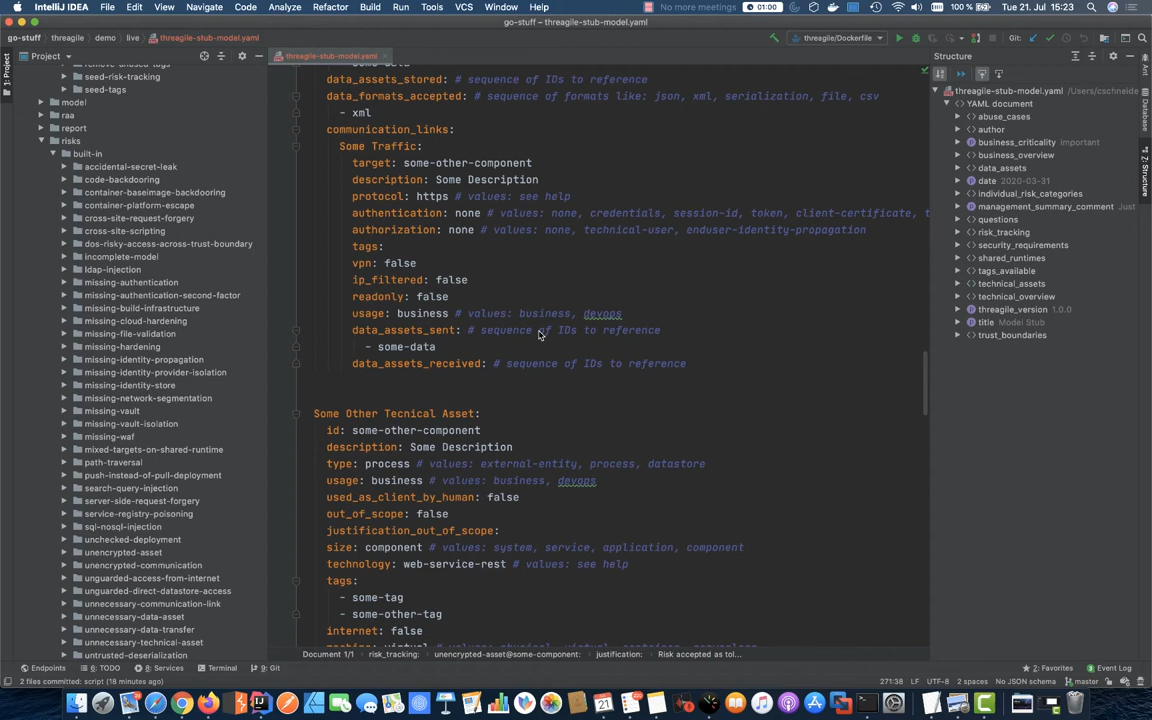 IntelliJ IDEA File Edit View Navigate Code Analyze Refactor Build Run Tools VCS Window Help No more meetings 01:00 100 % Tue 21. Jul 15:23
go-stuff – threagile-stub-model.yaml
go-stuff threagile demo live threagile-stub-model.yaml threagile/Dockerfile Git:
Project threagile-stub-model.yaml Structure
1: Project
seed-risk-tracking
seed-tags
model
raa
report
risks
built-in
accidental-secret-leak
code-backdooring
container-baseimage-backdooring
container-platform-escape
cross-site-request-forgery
cross-site-scripting
dos-risky-access-across-trust-boundary
incomplete-model
ldap-injection
missing-authentication
missing-authentication-second-factor
missing-build-infrastructure
missing-cloud-hardening
missing-file-validation
missing-hardening
missing-identity-propagation
missing-identity-provider-isolation
missing-identity-store
missing-network-segmentation
missing-vault
missing-vault-isolation
missing-waf
mixed-targets-on-shared-runtime
path-traversal
push-instead-of-pull-deployment
search-query-injection
server-side-request-forgery
service-registry-poisoning
sql-nosql-injection
unchecked-deployment
unencrypted-asset
unencrypted-communication
unguarded-access-from-internet
unguarded-direct-datastore-access
unnecessary-communication-link
unnecessary-data-asset
unnecessary-data-transfer
unnecessary-technical-asset
untrusted-deserialization
data_assets_stored: # sequence of IDs to reference
data_formats_accepted: # sequence of formats like: json, xml, serialization, file, csv
- xml
communication_links:
Some Traffic:
target: some-other-component
description: Some Description
protocol: https # values: see help
authentication: none # values: none, credentials, session-id, token, client-certificate, t
authorization: none # values: none, technical-user, enduser-identity-propagation
tags:
vpn: false
ip_filtered: false
readonly: false
usage: business # values: business, devops
data_assets_sent: # sequence of IDs to reference
- some-data
data_assets_received: # sequence of IDs to reference
Some Other Tecnical Asset:
id: some-other-component
description: Some Description
type: process # values: external-entity, process, datastore
usage: business # values: business, devops
used_as_client_by_human: false
out_of_scope: false
justification_out_of_scope:
size: component # values: system, service, application, component
technology: web-service-rest # values: see help
tags:
- some-tag
- some-other-tag
internet: false
Document 1/1 risk_tracking: unencrypted-asset@some-component: justification: Risk accepted as tol...
threagile-stub-model.yaml /Users/cschneide
YAML document
abuse_cases
author
business_criticality important
business_overview
data_assets
date 2020-03-31
individual_risk_categories
management_summary_comment Just
questions
risk_tracking
security_requirements
shared_runtimes
tags_available
technical_assets
technical_overview
threagile_version 1.0.0
title Model Stub
trust_boundaries
Ant
Database
Z: Structure
Endpoints 6: TODO 8: Services Terminal 9: Git 2: Favorites Event Log
2 files committed: script (18 minutes ago) 271:38 LF UTF-8 2 spaces No JSON schema master